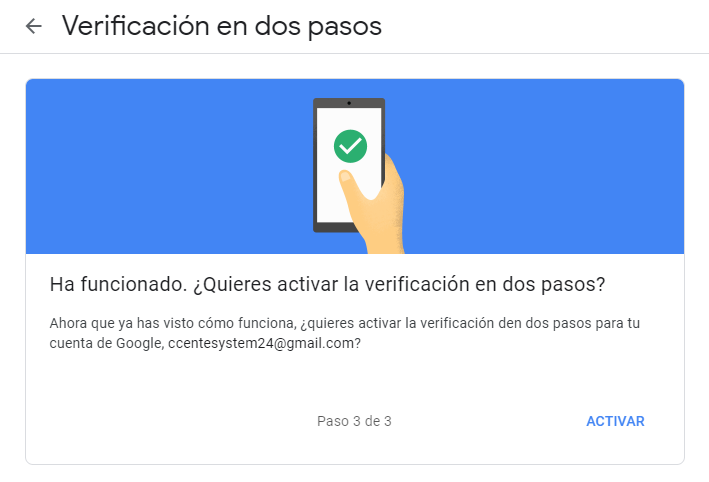 Verificación en dos pasos
Ha funcionado. ¿Quieres activar la verificación en dos pasos?
Ahora que ya has visto cómo funciona, ¿quieres activar la verificación den dos pasos para tu
cuenta de Google, ccentesystem24@gmail.com?
Paso 3 de 3
ACTIVAR